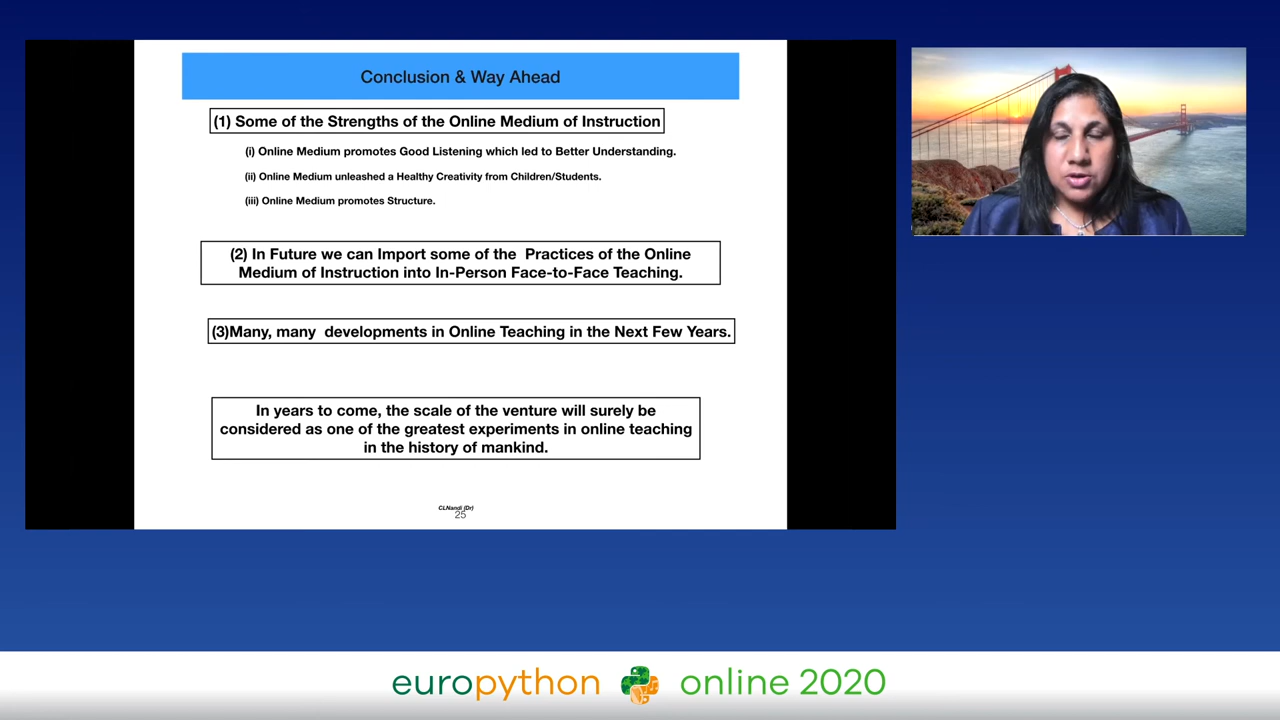 Conclusion & Way Ahead
(1) Some of the Strengths of the Online Medium of Instruction
(i) Online Medium promotes Good Listening which led to Better Understanding.
(ii) Online Medium unleashed a Healthy Creativity from Children/Students.
(iii) Online Medium promotes Structure.
(2) In Future we can Import some of the Practices of the Online
Medium of Instruction into In-Person Face-to-Face Teaching.
(3)Many, many developments in Online Teaching in the Next Few Years.
In years to come, the scale of the venture will surely be
considered as one of the greatest experiments in online teaching
in the history of mankind.
CLNandi (Dr)
25
europython online 2020